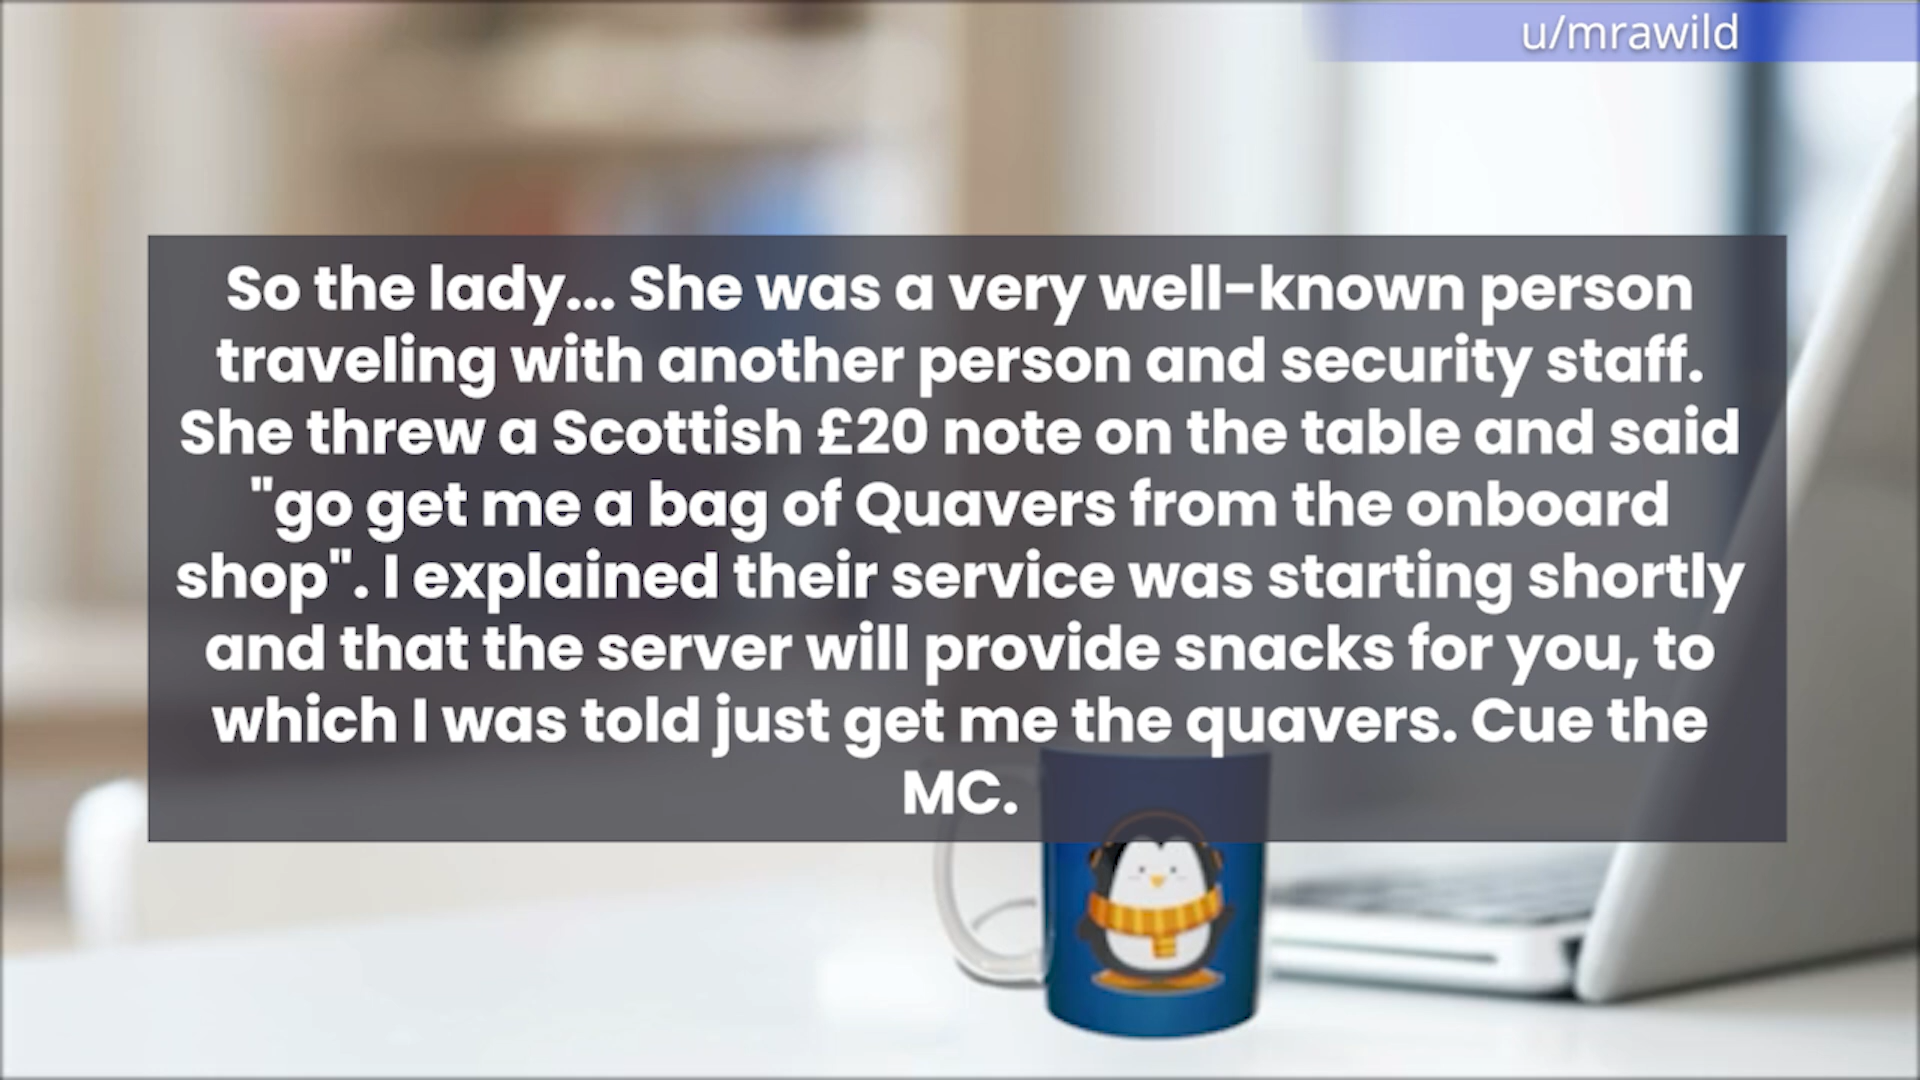 u/mrawild
So the lady... She was a very well-known person
traveling with another person and security staff.
She threw a Scottish £20 note on the table and said
"go get me a bag of Quavers from the onboard
shop". I explained their service was starting shortly
and that the server will provide snacks for you, to
which I was told just get me the quavers. Cue the
MC.